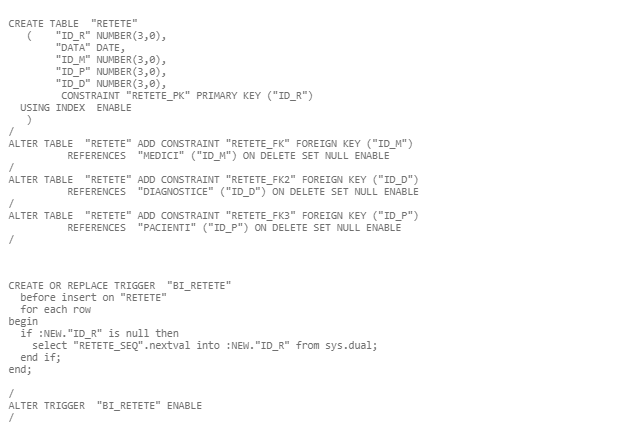 CREATE TABLE  "RETETE"
   (    "ID_R" NUMBER(3,0),
        "DATA" DATE,
        "ID_M" NUMBER(3,0),
        "ID_P" NUMBER(3,0),
        "ID_D" NUMBER(3,0),
         CONSTRAINT "RETETE_PK" PRIMARY KEY ("ID_R")
  USING INDEX  ENABLE
   )
/
ALTER TABLE  "RETETE" ADD CONSTRAINT "RETETE_FK" FOREIGN KEY ("ID_M")
          REFERENCES  "MEDICI" ("ID_M") ON DELETE SET NULL ENABLE
/
ALTER TABLE  "RETETE" ADD CONSTRAINT "RETETE_FK2" FOREIGN KEY ("ID_D")
          REFERENCES  "DIAGNOSTICE" ("ID_D") ON DELETE SET NULL ENABLE
/
ALTER TABLE  "RETETE" ADD CONSTRAINT "RETETE_FK3" FOREIGN KEY ("ID_P")
          REFERENCES  "PACIENTI" ("ID_P") ON DELETE SET NULL ENABLE
/
CREATE OR REPLACE TRIGGER  "BI_RETETE"
  before insert on "RETETE"
  for each row
begin
  if :NEW."ID_R" is null then
    select "RETETE_SEQ".nextval into :NEW."ID_R" from sys.dual;
  end if;
end;
/
ALTER TRIGGER  "BI_RETETE" ENABLE
/